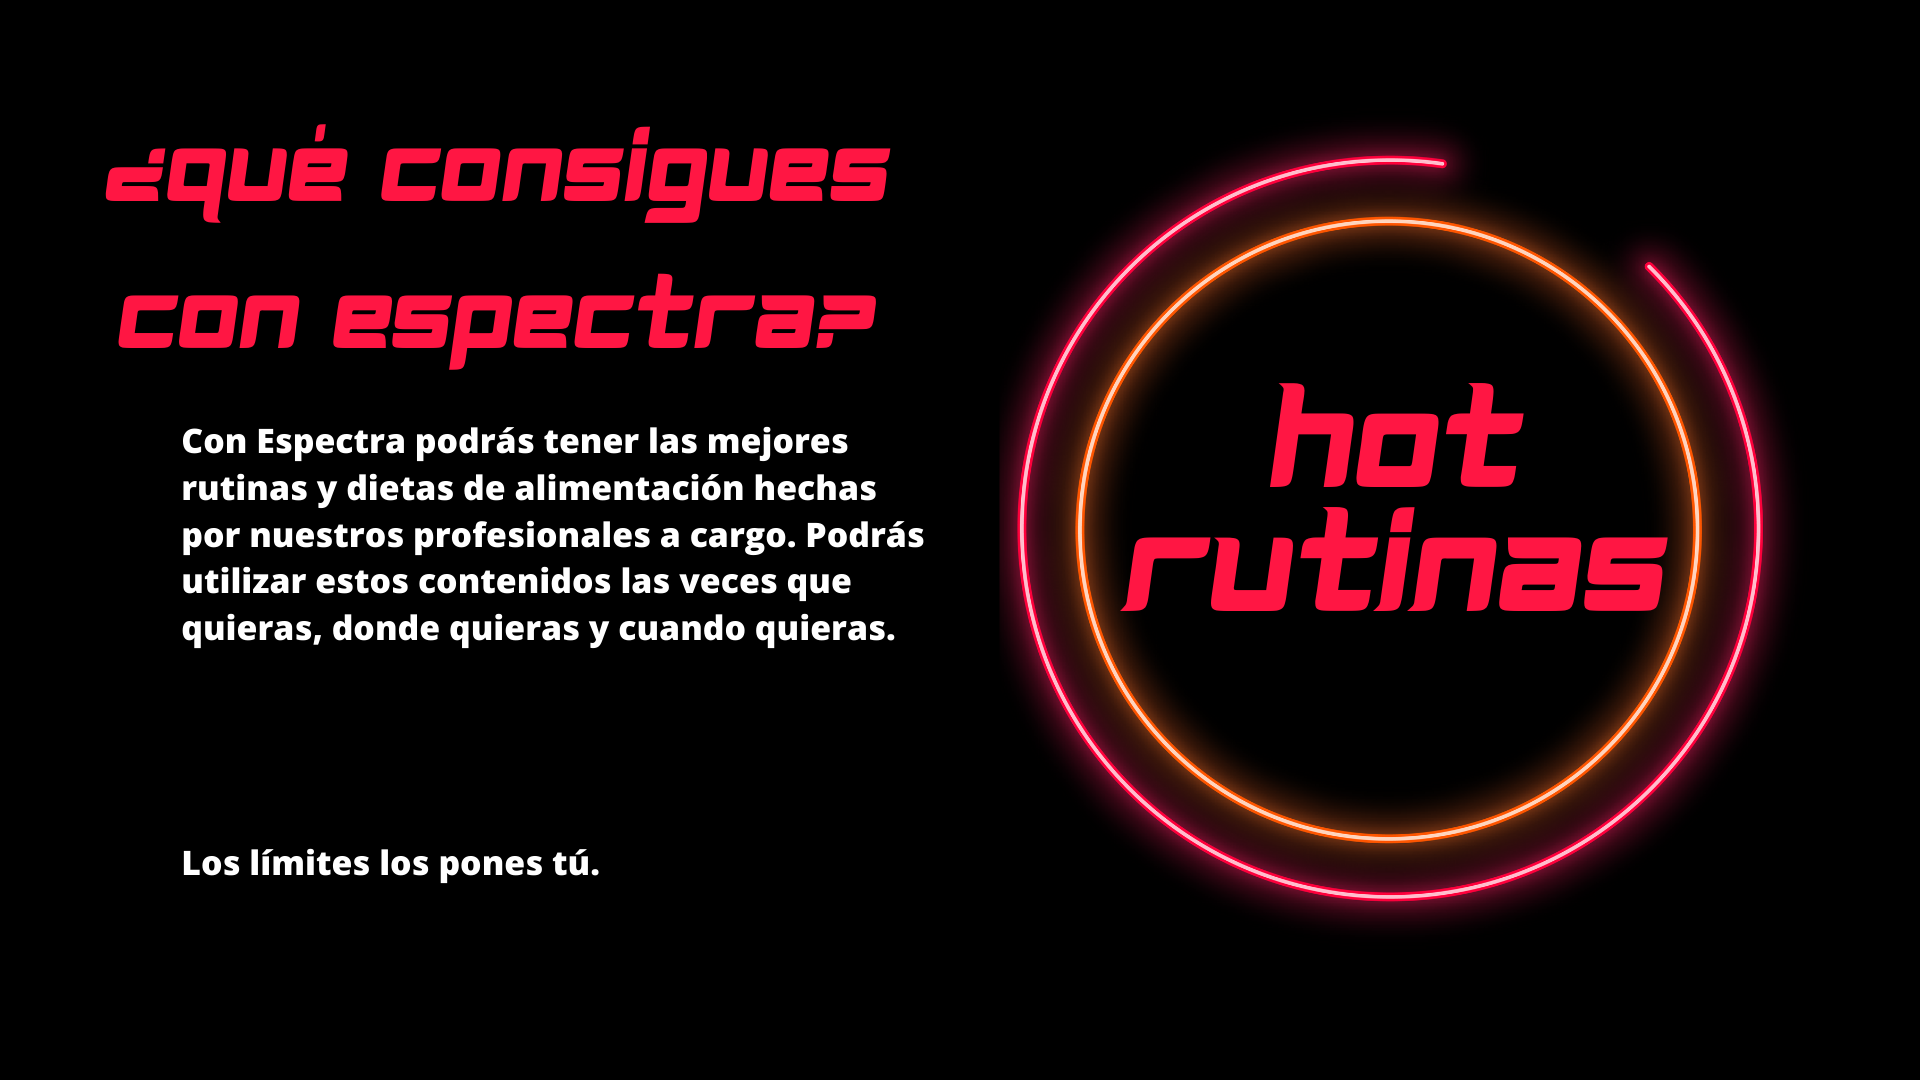 ¿qué consigues
con espectra?
Con Espectra podrás tener las mejores
rutinas y dietas de alimentación hechas
por nuestros profesionales a cargo. Podrás
utilizar estos contenidos las veces que
quieras, donde quieras y cuando quieras.
Los límites los pones tú.
hot
rutinas